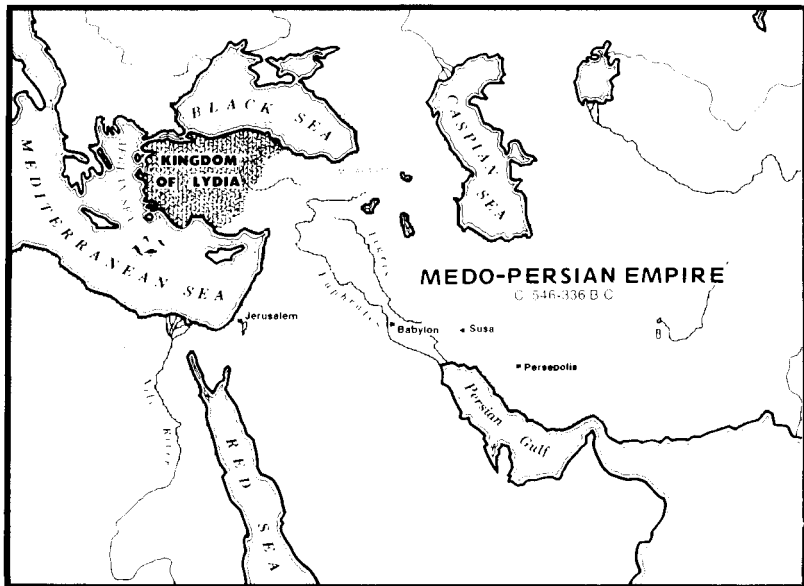 BLACK SEA
CASPIAN SEA
KINGDOM
OF LYDIA
MEDITERRANEAN SEA
Tigris
Euphrates
MEDO-PERSIAN EMPIRE
C. 546-336 B C
Jerusalem
Babylon
Susa
Persepolis
Persian Gulf
Nile River
RED SEA